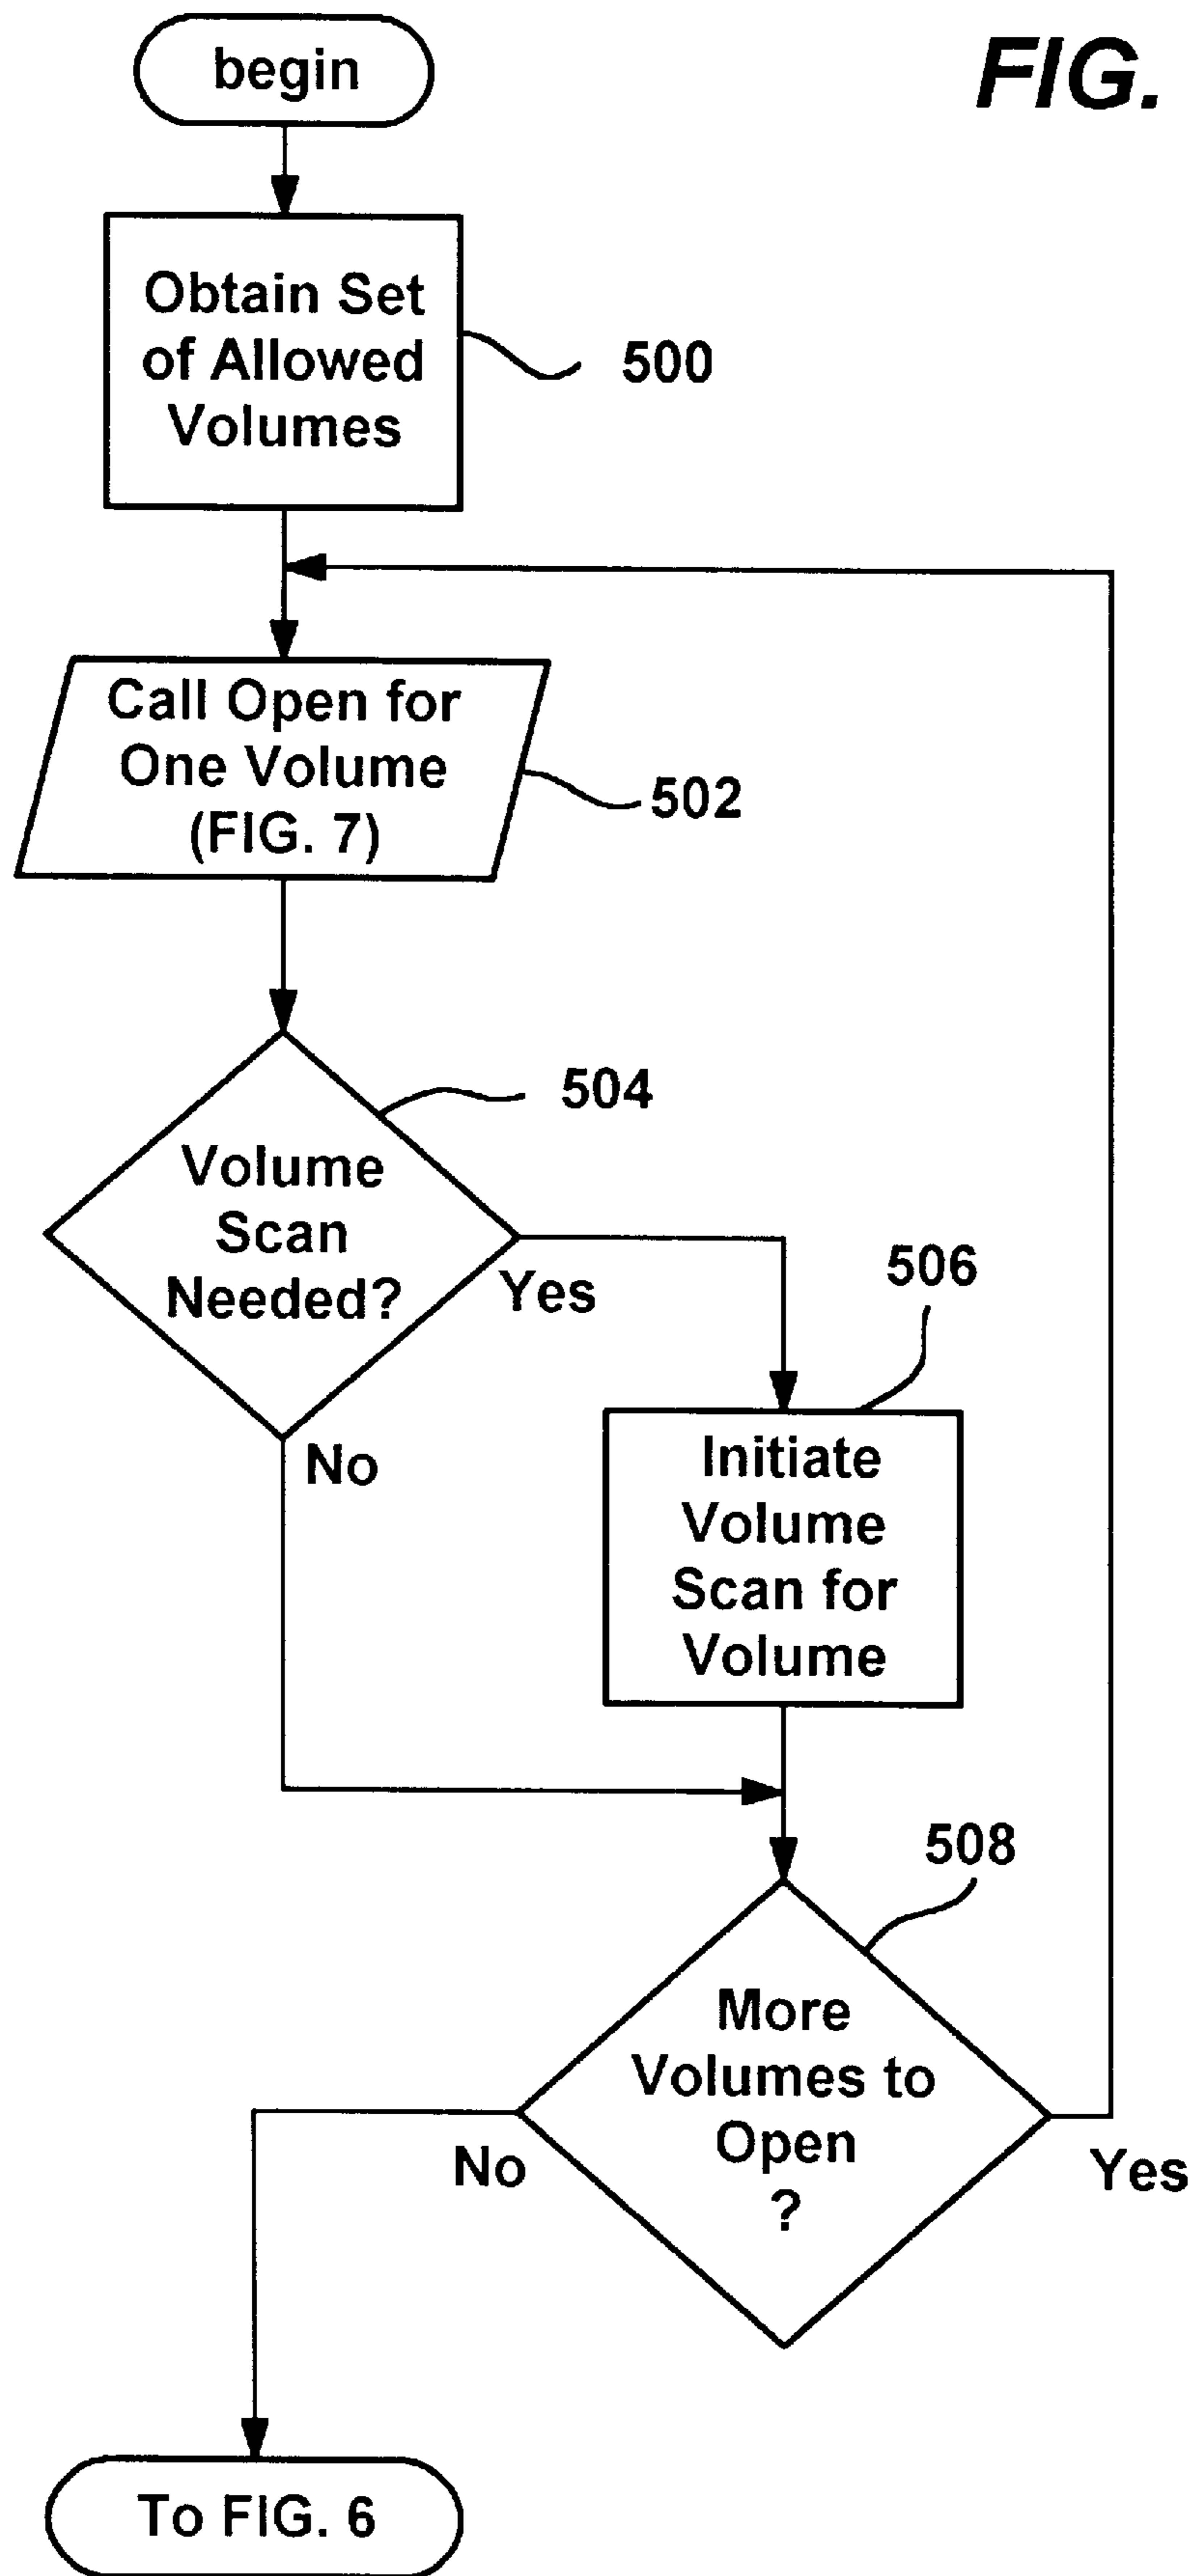 begin
FIG.
Obtain Set
of Allowed
Volumes
500
Call Open for
One Volume
(FIG. 7)
502
504
Volume
Scan
Needed?
Yes
No
506
Initiate
Volume
Scan for
Volume
508
More
Volumes to
Open
?
No
Yes
To FIG. 6